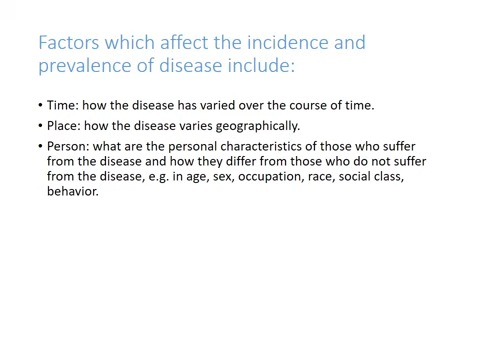 Factors which affect the incidence and
prevalence of disease include:
• Time: how the disease has varied over the course of time.
• Place: how the disease varies geographically.
• Person: what are the personal characteristics of those who suffer
from the disease and how they differ from those who do not suffer
from the disease, e.g. in age, sex, occupation, race, social class,
behavior.